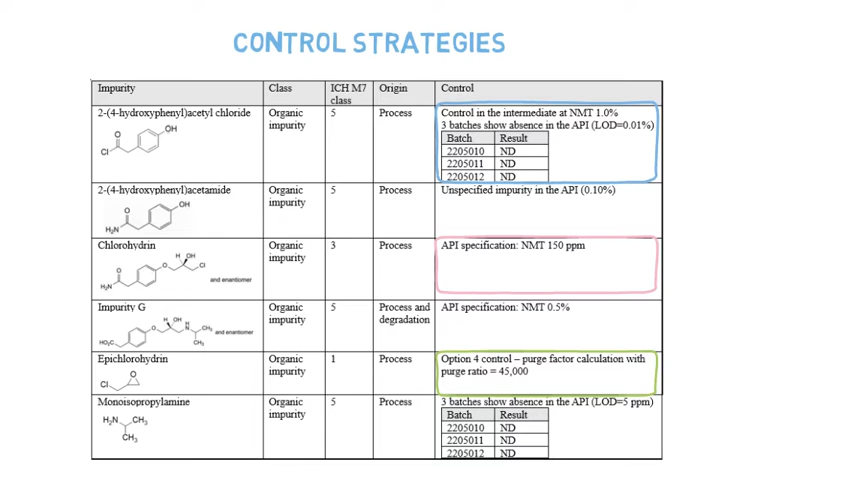 CONTROL STRATEGIES
Impurity Class ICH M7 class Origin Control
2-(4-hydroxyphenyl)acetyl chloride Organic impurity 5 Process Control in the intermediate at NMT 1.0%
3 batches show absence in the API (LOD=0.01%)
Batch Result
2205010 ND
2205011 ND
2205012 ND
O OH Cl
2-(4-hydroxyphenyl)acetamide Organic impurity 5 Process Unspecified impurity in the API (0.10%)
O OH H₂N
Chlorohydrin Organic impurity 3 Process API specification: NMT 150 ppm
H OH O Cl O H₂N and enantiomer
Impurity G Organic impurity 5 Process and degradation API specification: NMT 0.5%
H OH H O N CH₃ CH₃ HO₂C and enantiomer
Epichlorohydrin Organic impurity 1 Process Option 4 control – purge factor calculation with
purge ratio = 45,000
O Cl
Monoisopropylamine Organic impurity 5 Process 3 batches show absence in the API (LOD=5 ppm)
H₂N CH₃ CH₃
Batch Result
2205010 ND
2205011 ND
2205012 ND